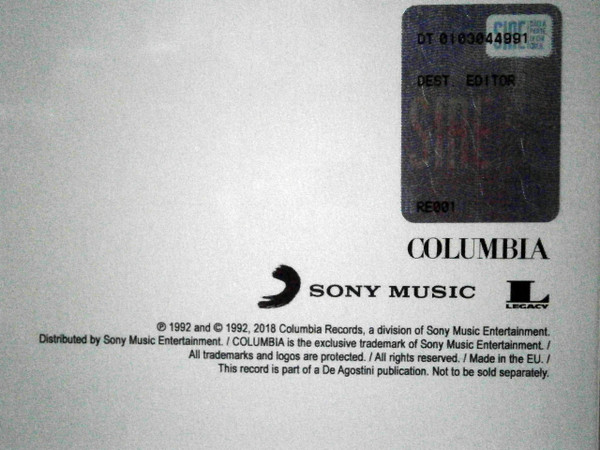 DT 0103044991
SIAE
DEST. EDITOR
SIAE
RE001
COLUMBIA
SONY MUSIC
L
LEGACY
℗ 1992 and © 1992, 2018 Columbia Records, a division of Sony Music Entertainment.
Distributed by Sony Music Entertainment. / COLUMBIA is the exclusive trademark of Sony Music Entertainment. /
All trademarks and logos are protected. / All rights reserved. / Made in the EU. /
This record is part of a De Agostini publication. Not to be sold separately.